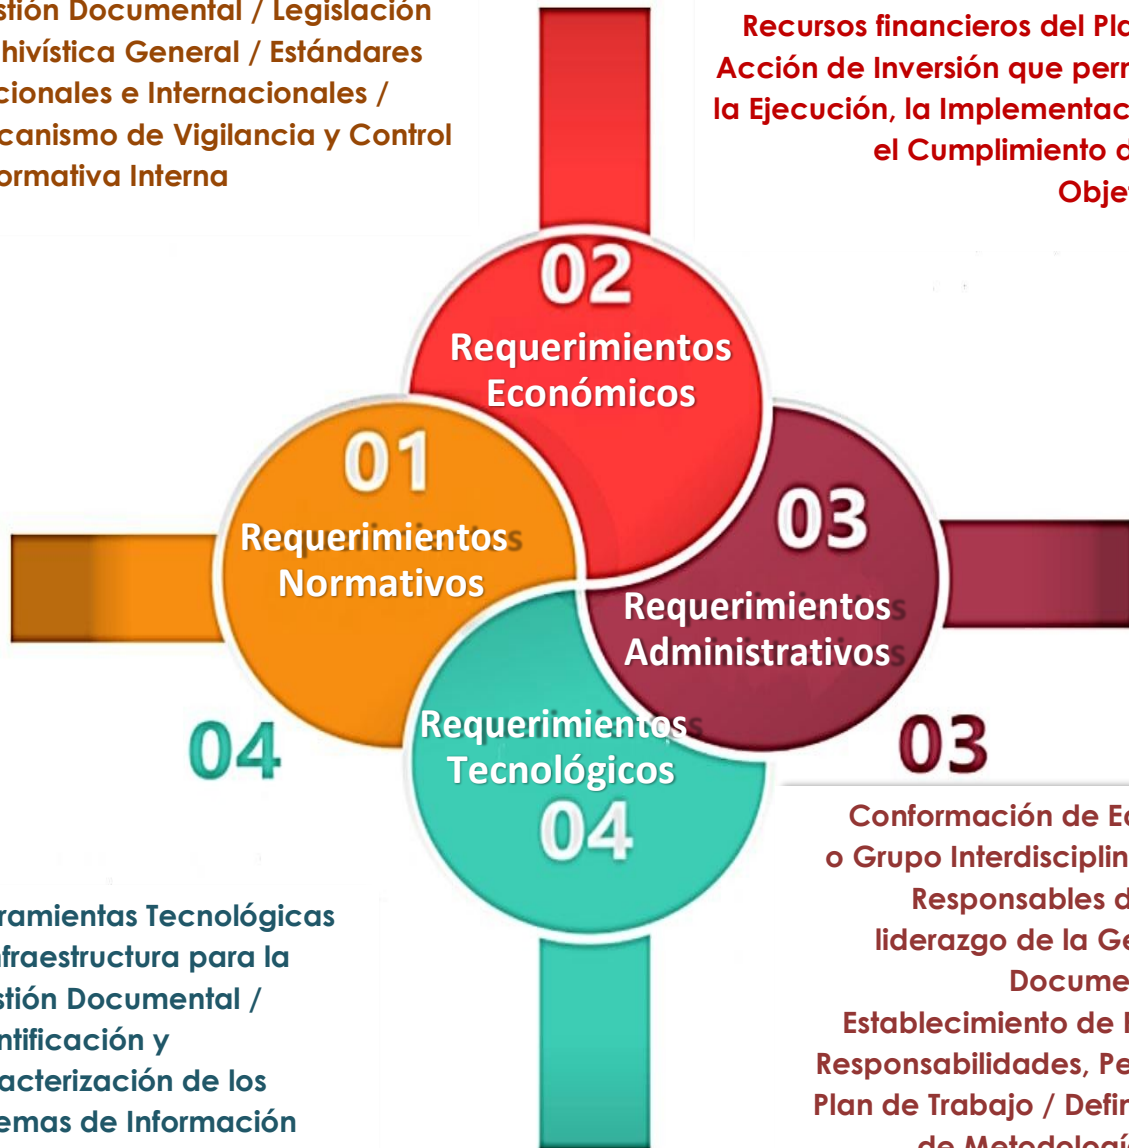 stión Documental / Legislación
hivística General / Estándares
cionales e Internacionales /
canismo de Vigilancia y Control
ormativa Interna
Recursos financieros del Pla
Acción de Inversión que perm
la Ejecución, la Implementac
el Cumplimiento d
Obje
02
Requerimientos
Económicos
01
Requerimientos
Normativos
03
Requerimientos
Administrativos
Requerimientos
Tecnológicos
04
04
03
ramientas Tecnológicas
nfraestructura para la
stión Documental /
ntificación y
acterización de los
emas de Información
Conformación de E
o Grupo Interdisciplin
Responsables d
liderazgo de la Ge
Docume
Establecimiento de
Responsabilidades, Pe
Plan de Trabajo / Defin
de Metodologí